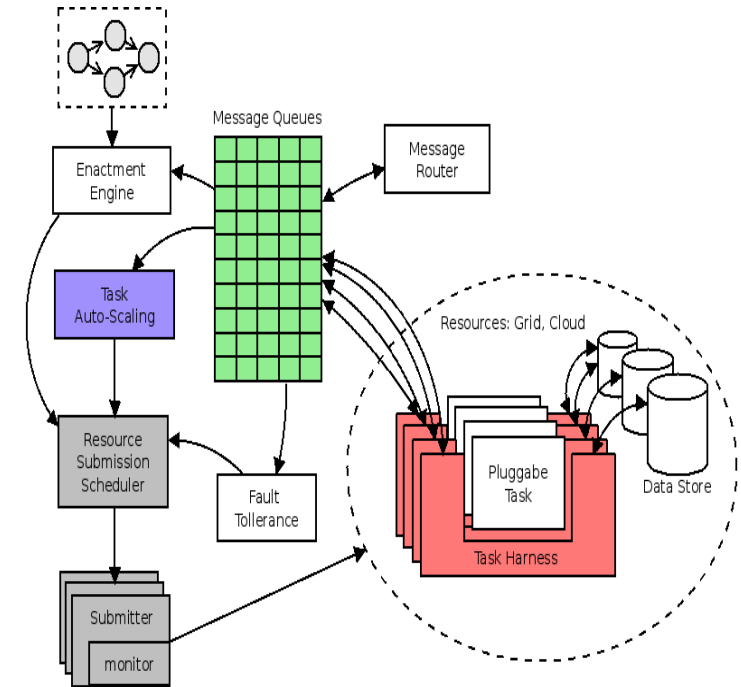 Message Queues
Message
Router
Enactment
Engine
Task
Auto-Scaling
Resources: Grid, Cloud
Resource
Submission
Scheduler
Fault
Tollerance
Pluggabe
Task
Data Store
Task Harness
Submitter
monitor